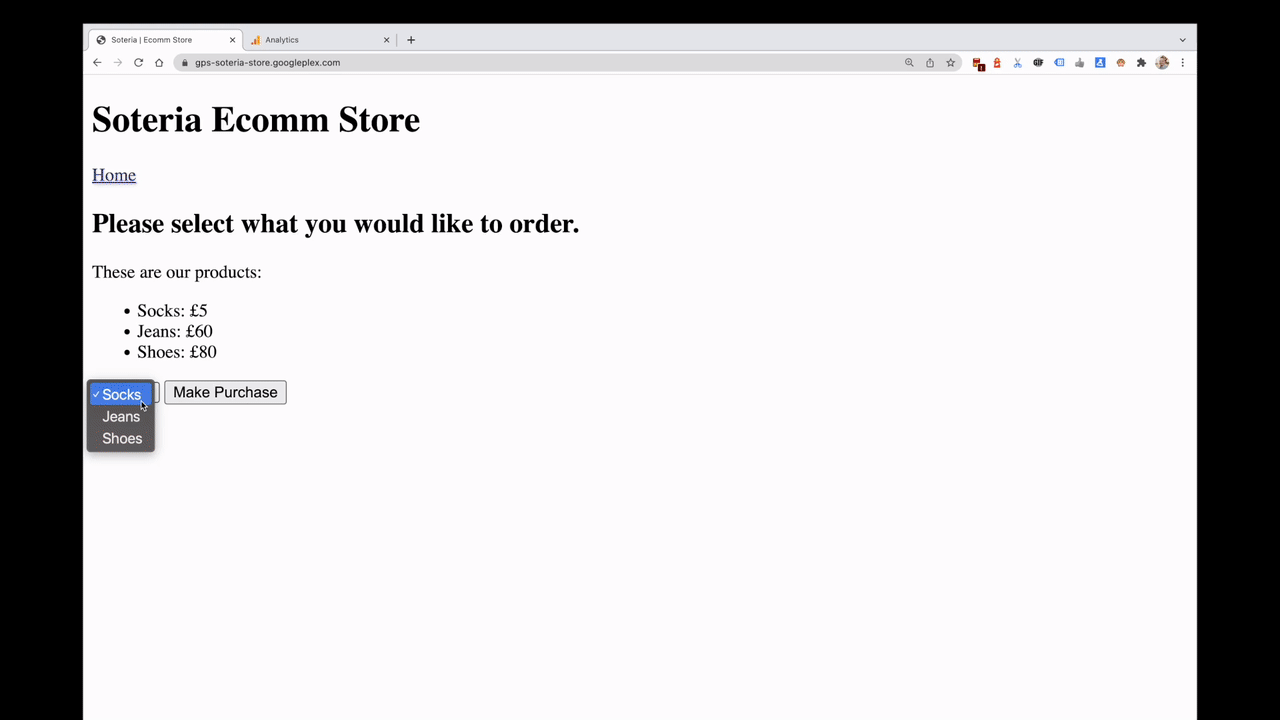 Soteria | Ecomm Store
Analytics
gps-soteria-store.googleplex.com
Soteria Ecomm Store
Home
Please select what you would like to order.
These are our products:
• Socks: £5
• Jeans: £60
• Shoes: £80
✓ Socks
Make Purchase
Jeans
Shoes